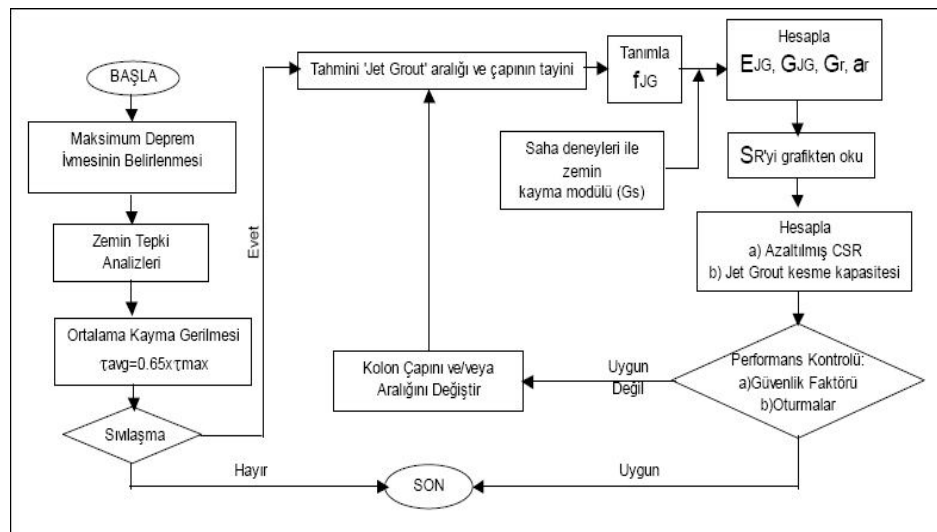 BAŞLA
Maksimum Deprem
İvmesinin Belirlenmesi
Zemin Tepki
Analizleri
Ortalama Kayma Gerilmesi
τavg=0.65xτmax
Sıvılaşma
Evet
Hayır
Tahmini 'Jet Grout' aralığı ve çapının tayini
Tanımla
fJG
Saha deneyleri ile
zemin
kayma modülü (Gs)
Hesapla
EJG, GJG, Gr, ar
SR'yi grafikten oku
Hesapla
a) Azaltılmış CSR
b) Jet Grout kesme kapasitesi
Performans Kontrolü:
a)Güvenlik Faktörü
b)Oturmalar
Uygun
Değil
Kolon Çapını ve/veya
Aralığını Değiştir
Uygun
SON